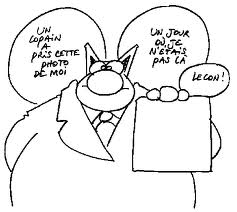 UN
COPAIN
A
PRIS CETTE
PHOTO
DE MOI
UN JOUR
OÙ JE
N'ÉTAIS
PAS LÀ
LE CON!